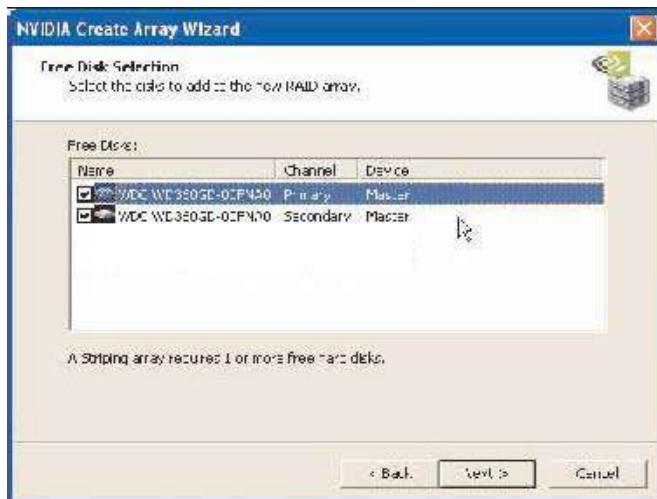 NVIDIA Create Array Wizard
Free Disk Selection
Select the disks to add to the new RAID array.
Free Disks:
Name Channel Device
WDC Primary Master
WDC Secondary Master
A Striping array requires 1 or more free hard disks.
< Back Next > Cancel